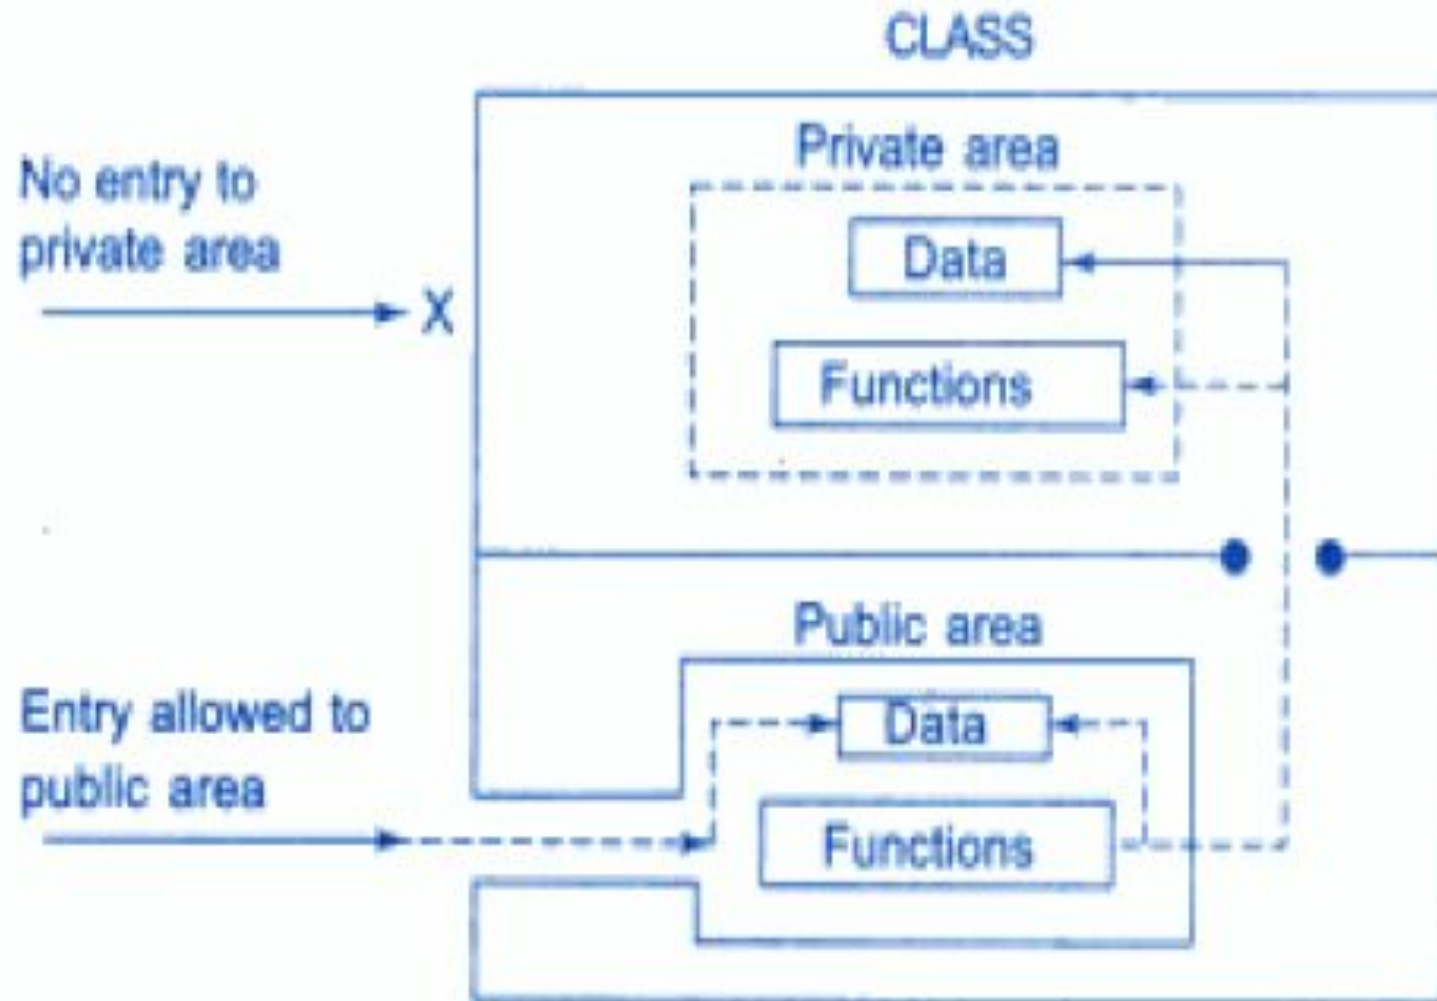 CLASS
Private area
No entry to
private area
X
Data
Functions
Public area
Entry allowed to
public area
Data
Functions